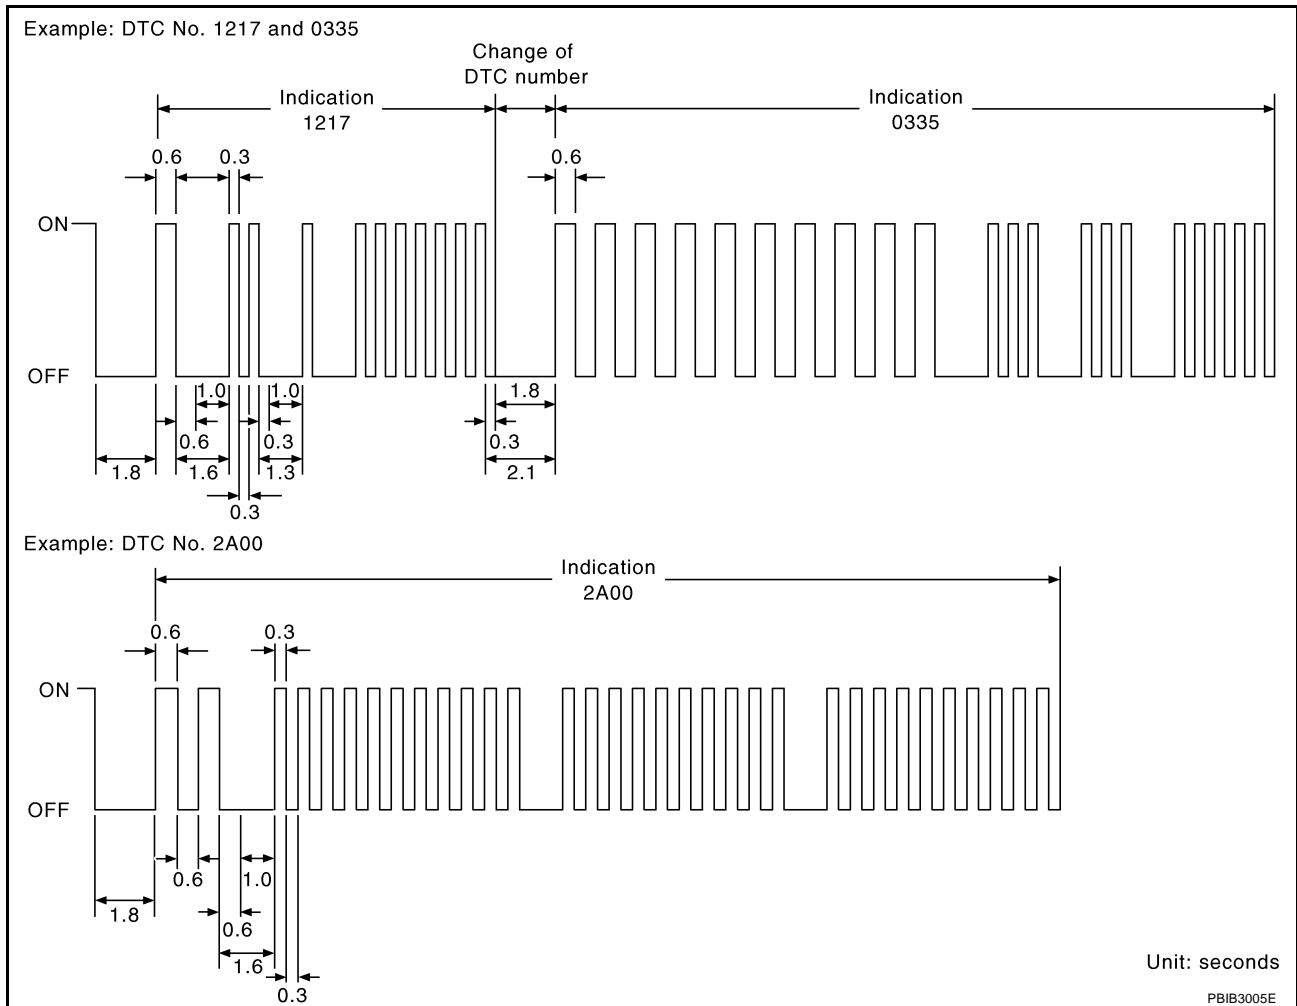 Example: DTC No. 1217 and 0335
Change of
DTC number
Indication
1217
Indication
0335
0.6
0.3
0.6
ON
OFF
1.0
1.0
1.8
0.6
0.3
0.3
1.8
1.6
1.3
2.1
0.3
Example: DTC No. 2A00
Indication
2A00
0.6
0.3
ON
OFF
0.6
1.0
1.8
0.6
1.6
0.3
Unit: seconds
PBIB3005E